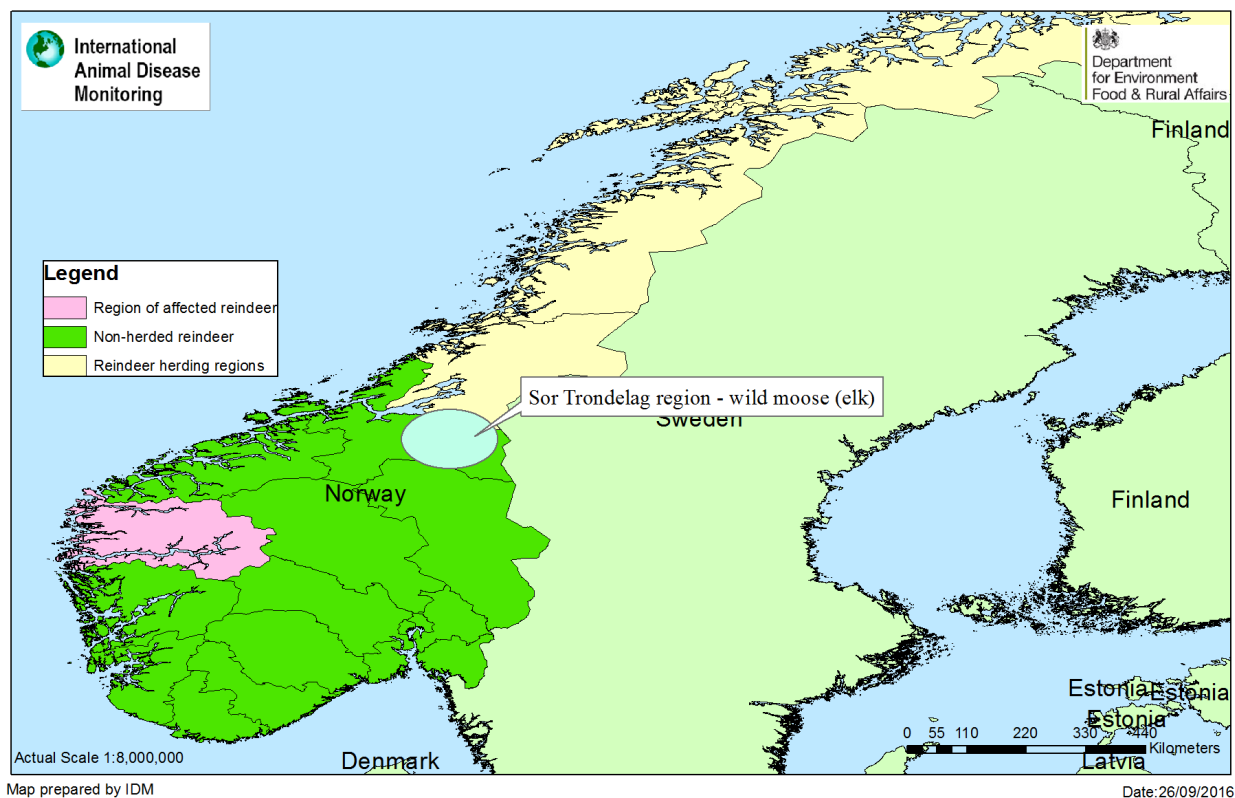 International
Animal Disease
Monitoring
Department
for Environment
Food & Rural Affairs
Finland
Legend
Region of affected reindeer
Non-herded reindeer
Reindeer herding regions
Sor Trondelag region - wild moose (elk)
Sweden
Norway
Finland
Estonia
Estonia
Estonia
0 55 110 220 330 440
Kilometers
Actual Scale 1:8,000,000
Denmark
Latvia
Map prepared by IDM
Date:26/09/2016